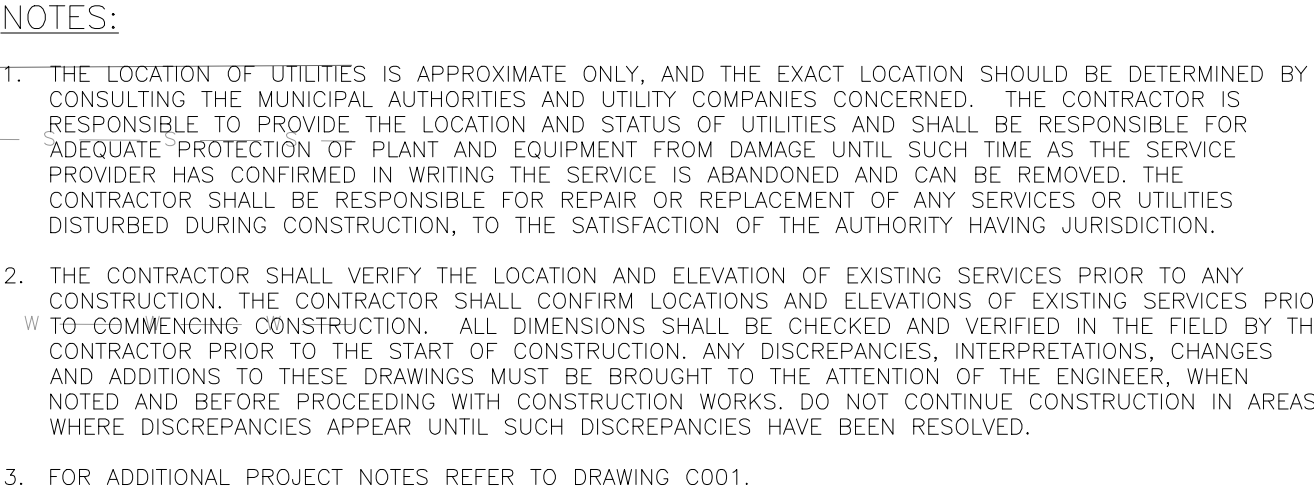 NOTES:
1. THE LOCATION OF UTILITIES IS APPROXIMATE ONLY, AND THE EXACT LOCATION SHOULD BE DETERMINED BY
CONSULTING THE MUNICIPAL AUTHORITIES AND UTILITY COMPANIES CONCERNED. THE CONTRACTOR IS
RESPONSIBLE TO PROVIDE THE LOCATION AND STATUS OF UTILITIES AND SHALL BE RESPONSIBLE FOR
S S S
ADEQUATE PROTECTION OF PLANT AND EQUIPMENT FROM DAMAGE UNTIL SUCH TIME AS THE SERVICE
PROVIDER HAS CONFIRMED IN WRITING THE SERVICE IS ABANDONED AND CAN BE REMOVED. THE
CONTRACTOR SHALL BE RESPONSIBLE FOR REPAIR OR REPLACEMENT OF ANY SERVICES OR UTILITIES
DISTURBED DURING CONSTRUCTION, TO THE SATISFACTION OF THE AUTHORITY HAVING JURISDICTION.
2. THE CONTRACTOR SHALL VERIFY THE LOCATION AND ELEVATION OF EXISTING SERVICES PRIOR TO ANY
CONSTRUCTION. THE CONTRACTOR SHALL CONFIRM LOCATIONS AND ELEVATIONS OF EXISTING SERVICES PRIO
W W W
TO COMMENCING CONSTRUCTION. ALL DIMENSIONS SHALL BE CHECKED AND VERIFIED IN THE FIELD BY TH
CONTRACTOR PRIOR TO THE START OF CONSTRUCTION. ANY DISCREPANCIES, INTERPRETATIONS, CHANGES
AND ADDITIONS TO THESE DRAWINGS MUST BE BROUGHT TO THE ATTENTION OF THE ENGINEER, WHEN
NOTED AND BEFORE PROCEEDING WITH CONSTRUCTION WORKS. DO NOT CONTINUE CONSTRUCTION IN AREAS
WHERE DISCREPANCIES APPEAR UNTIL SUCH DISCREPANCIES HAVE BEEN RESOLVED.
3. FOR ADDITIONAL PROJECT NOTES REFER TO DRAWING C001.